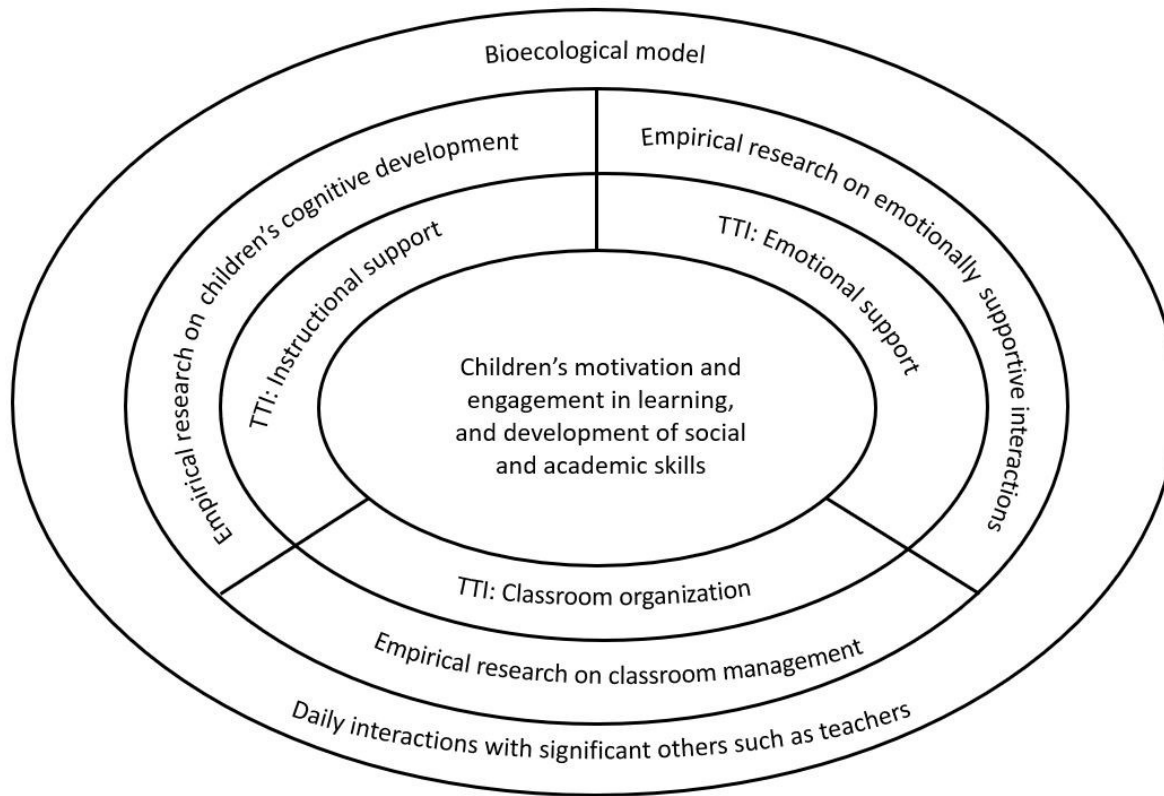 Bioecological model
Empirical research on children’s cognitive development
Empirical research on emotionally supportive interactions
TTI: Instructional support
TTI: Emotional support
Children’s motivation and
engagement in learning,
and development of social
and academic skills
TTI: Classroom organization
Empirical research on classroom management
Daily interactions with significant others such as teachers